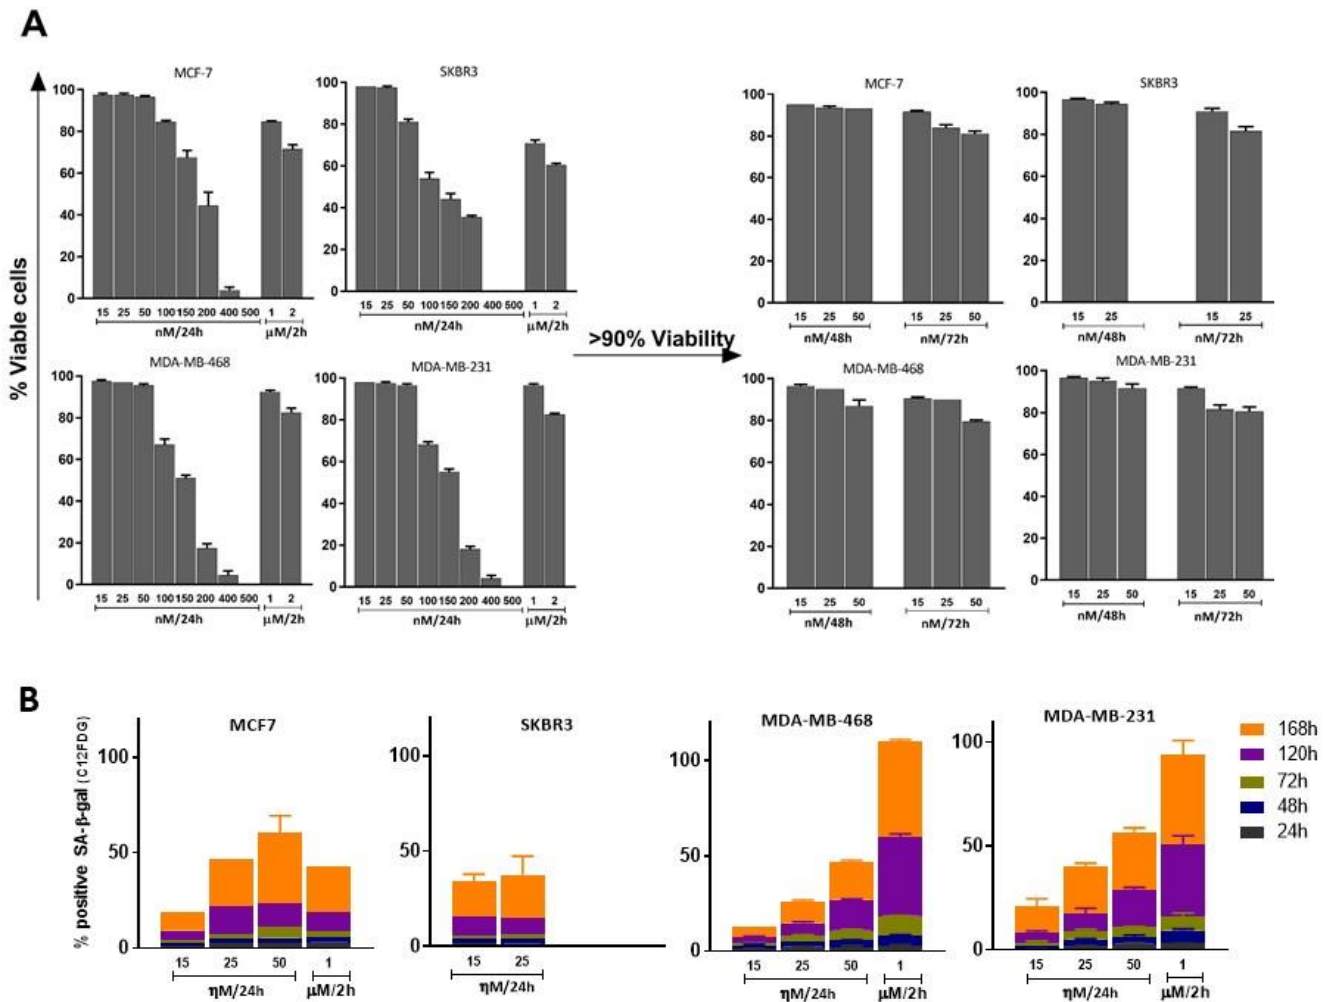 A
% Viable cells
MCF-7
100
80
60
40
20
0
15 25 50 100 150 200 400 500 1 2
nM/24h μM/2h
SKBR3
100
80
60
40
20
0
15 25 50 100 150 200 400 500 1 2
nM/24h μM/2h
MCF-7
100
80
60
40
20
0
15 25 50 15 25 50
nM/48h nM/72h
SKBR3
100
80
60
40
20
0
15 25 15 25
nM/48h nM/72h
>90% Viability
MDA-MB-468
100
80
60
40
20
0
15 25 50 100 150 200 400 500 1 2
nM/24h μM/2h
MDA-MB-231
100
80
60
40
20
0
15 25 50 100 150 200 400 500 1 2
nM/24h μM/2h
MDA-MB-468
100
80
60
40
20
0
15 25 50 15 25 50
nM/48h nM/72h
MDA-MB-231
100
80
60
40
20
0
15 25 50 15 25 50
nM/48h nM/72h
B
% positive SA-β-gal (C12FDG)
MCF7
100
50
0
15 25 50 1
ηM/24h μM/2h
SKBR3
100
50
0
15 25
ηM/24h
MDA-MB-468
100
50
0
15 25 50 1
ηM/24h μM/2h
MDA-MB-231
100
50
0
15 25 50 1
ηM/24h μM/2h
168h
120h
72h
48h
24h